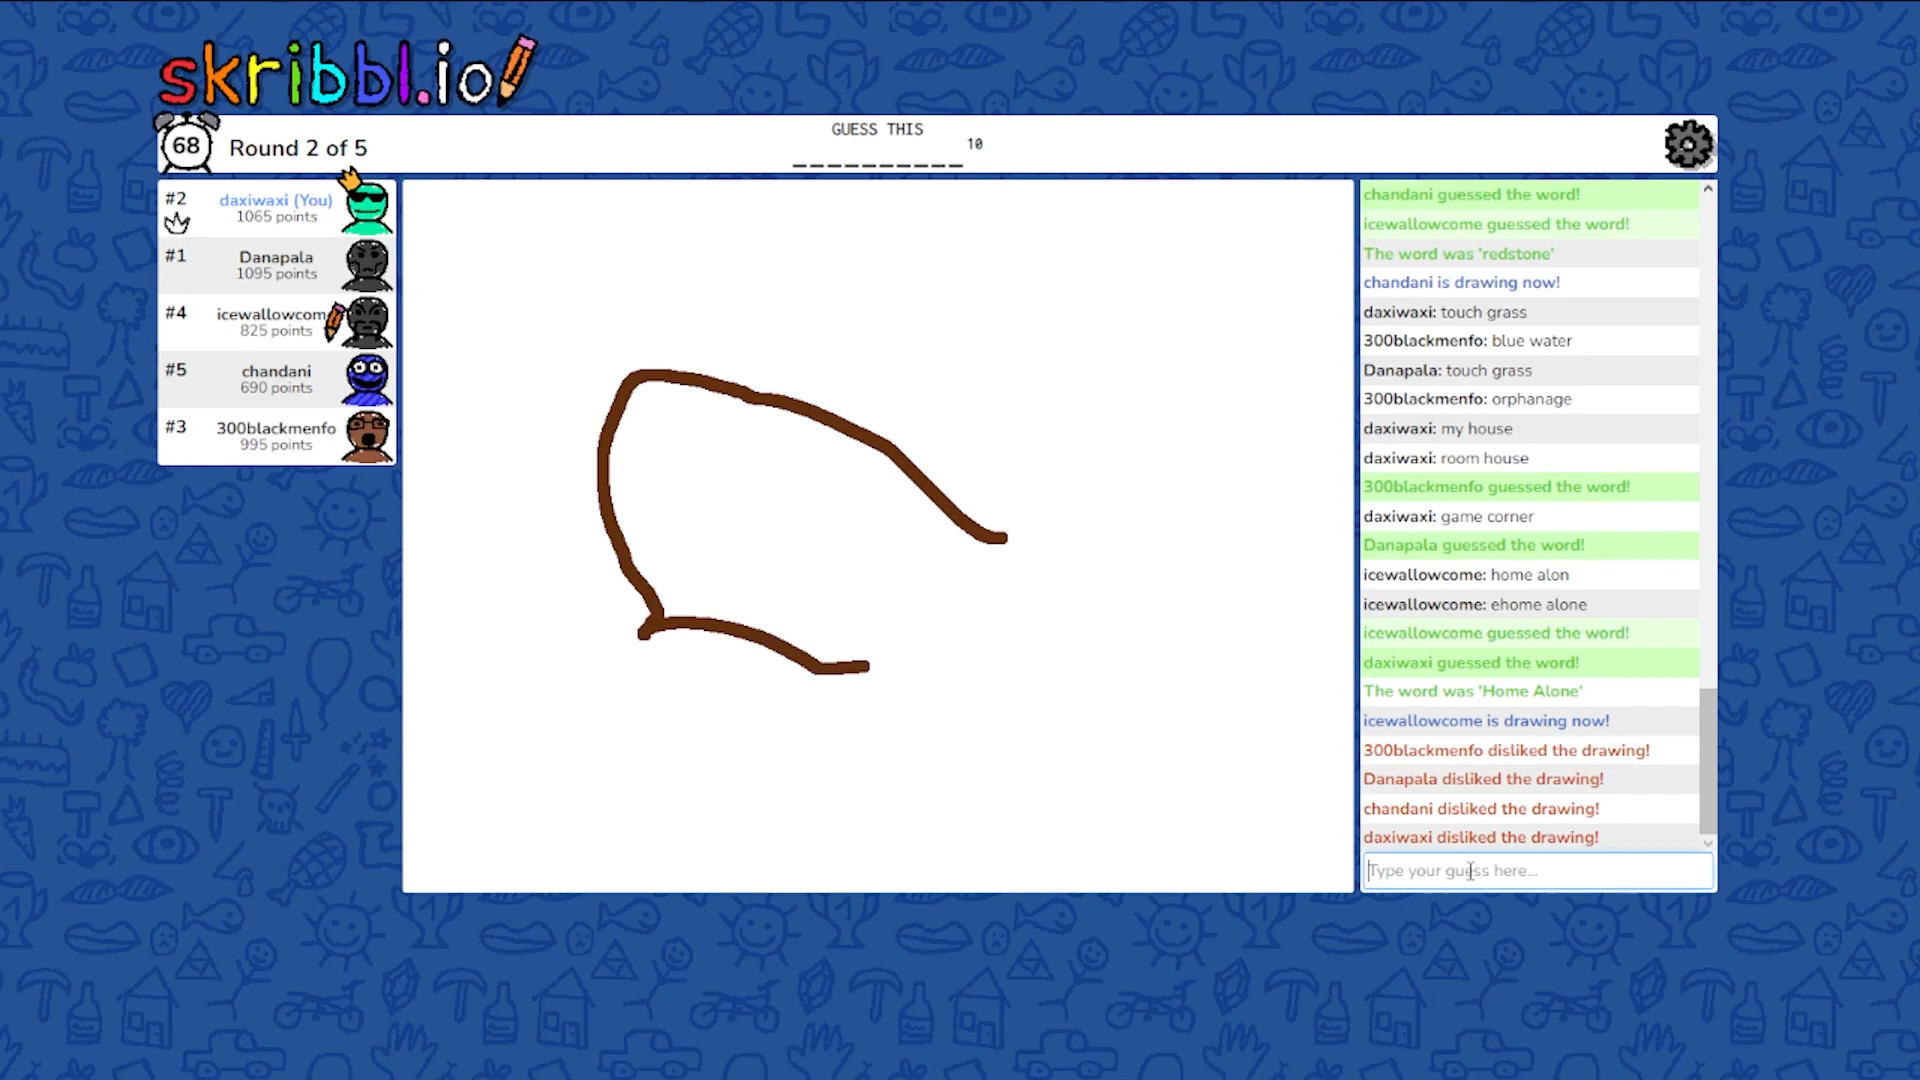 skribbl.io
68
Round 2 of 5
GUESS THIS
__________ 10
#2
daxiwaxi (You)
1065 points
#1
Danapala
1095 points
#4
icewallowcom
825 points
#5
chandani
690 points
#3
300blackmenfo
995 points
chandani guessed the word!
icewallowcome guessed the word!
The word was 'redstone'
chandani is drawing now!
daxiwaxi: touch grass
300blackmenfo: blue water
Danapala: touch grass
300blackmenfo: orphanage
daxiwaxi: my house
daxiwaxi: room house
300blackmenfo guessed the word!
daxiwaxi: game corner
Danapala guessed the word!
icewallowcome: home alon
icewallowcome: ehome alone
icewallowcome guessed the word!
daxiwaxi guessed the word!
The word was 'Home Alone'
icewallowcome is drawing now!
300blackmenfo disliked the drawing!
Danapala disliked the drawing!
chandani disliked the drawing!
daxiwaxi disliked the drawing!
Type your guess here...